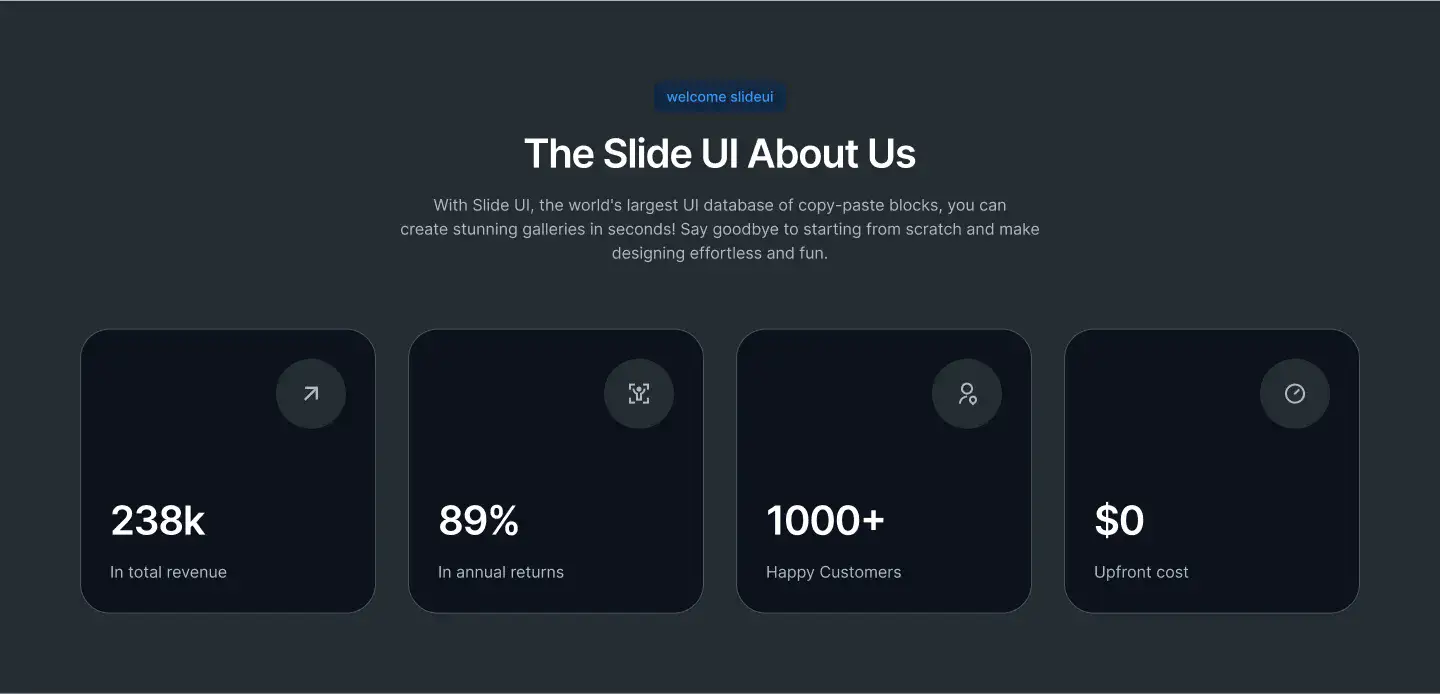 welcome slideui
The Slide UI About Us
With Slide UI, the world's largest UI database of copy-paste blocks, you can
create stunning galleries in seconds! Say goodbye to starting from scratch and make
designing effortless and fun.
238k
In total revenue
89%
In annual returns
1000+
Happy Customers
$0
Upfront cost